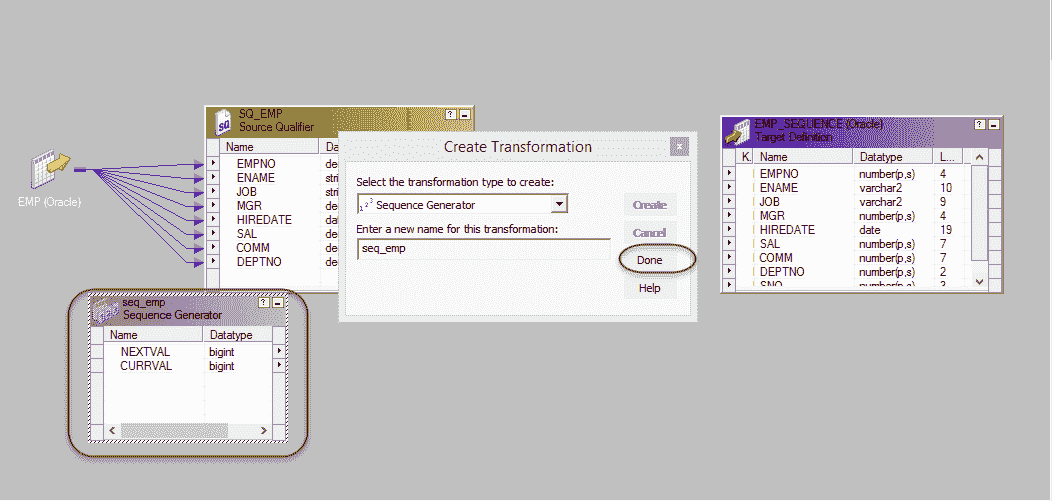 SQ_EMP
Source Qualifier
Name Da
EMPNO de
ENAME stri
JOB stri
MGR de
HIREDATE dat
SAL de
COMM de
DEPTNO de
EMP (Oracle)
Create Transformation
Select the transformation type to create:
Sequence Generator
Enter a new name for this transformation:
seq_emp
Create
Cancel
Done
Help
EMP_SEQUENCE (Oracle)
Target Definition
K. Name Datatype L...
EMPNO number(p,s) 4
ENAME varchar2 10
JOB varchar2 9
MGR number(p,s) 4
HIREDATE date 19
SAL number(p,s) 7
COMM number(p,s) 7
DEPTNO number(p,s) 2
SNO number(p,s) 3
seq_emp
Sequence Generator
Name Datatype
NEXTVAL bigint
CURRVAL bigint